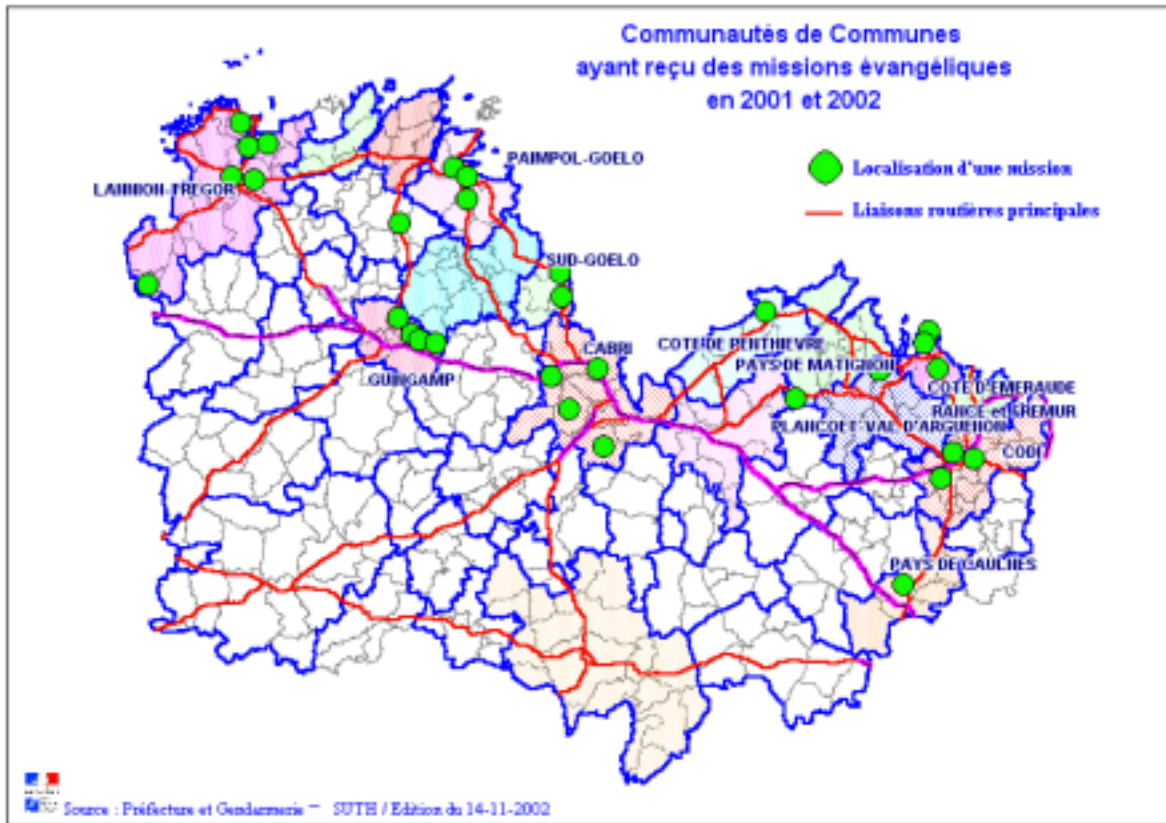 Communautés de Communes
ayant reçu des missions évangéliques
en 2001 et 2002
PAIMPOL-GOELO
Localisation d'une mission
LANNION-TREGOR
Liaisons routières principales
SUD-GOELO
COTE DE PENTHIEVRE
CABRI
PAYS DE MATIGNON
GUINGAMP
COTE D'EMERAUDE
RANCE et FREMUR
PLANCOET-VAL D'ARGUENON
CODI
PAYS DE CAULNES
Source : Préfecture et Gendarmerie - SUTH / Edition du 14-11-2002